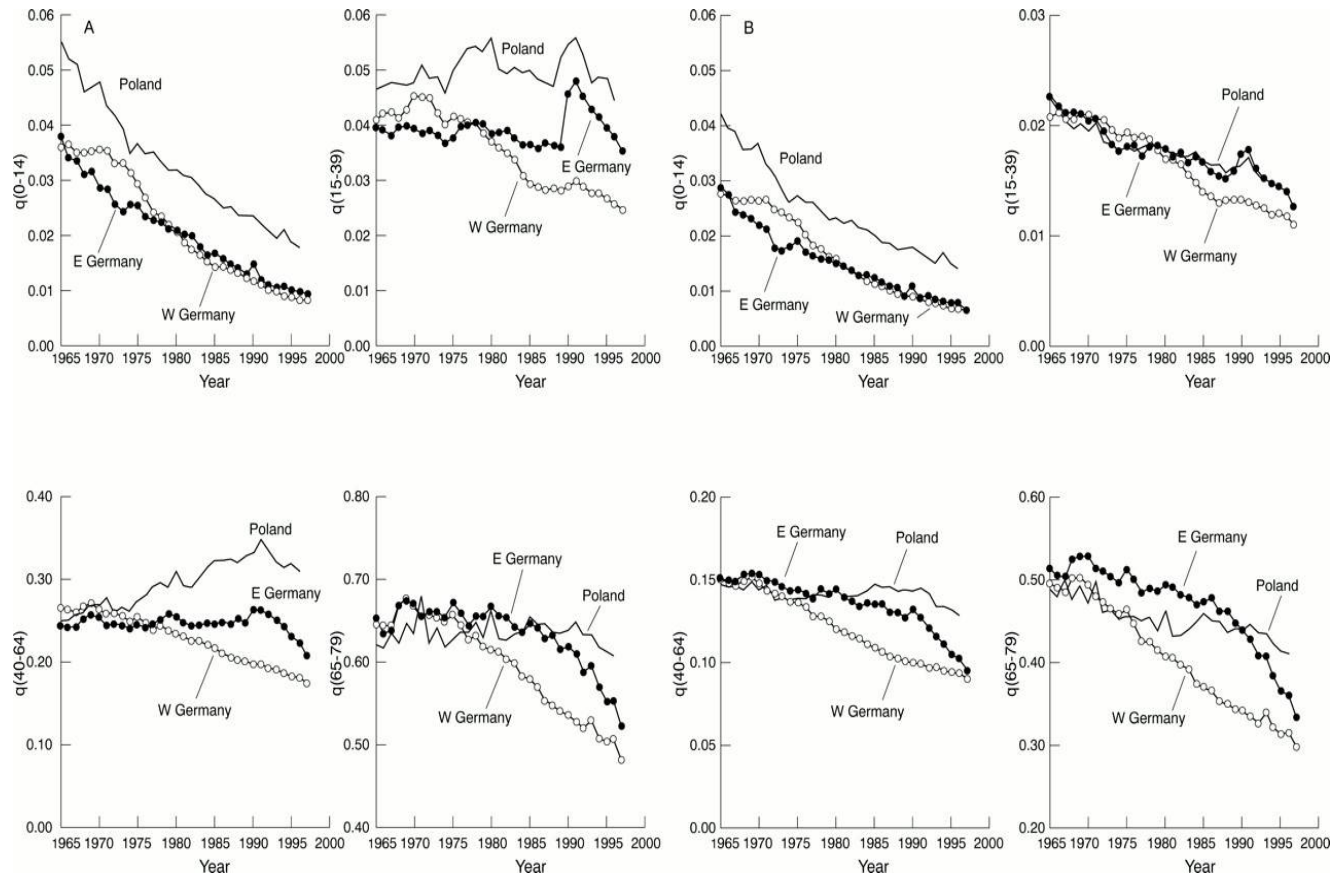 A
q(0-14)
0.06
0.05
0.04
0.03
0.02
0.01
0.00
Poland
E Germany
W Germany
1965 1970 1975 1980 1985 1990 1995 2000
Year
q(15-39)
0.06
0.05
0.04
0.03
0.02
0.01
0.00
Poland
E Germany
W Germany
1965 1970 1975 1980 1985 1990 1995 2000
Year
B
q(0-14)
0.06
0.05
0.04
0.03
0.02
0.01
0.00
Poland
E Germany
W Germany
1965 1970 1975 1980 1985 1990 1995 2000
Year
q(15-39)
0.03
0.02
0.01
0.00
Poland
E Germany
W Germany
1965 1970 1975 1980 1985 1990 1995 2000
Year
q(40-64)
0.40
0.30
0.20
0.10
0.00
Poland
E Germany
W Germany
1965 1970 1975 1980 1985 1990 1995 2000
Year
q(65-79)
0.80
0.70
0.60
0.50
0.40
E Germany
Poland
W Germany
1965 1970 1975 1980 1985 1990 1995 2000
Year
q(40-64)
0.20
0.15
0.10
0.05
0.00
E Germany
Poland
W Germany
1965 1970 1975 1980 1985 1990 1995 2000
Year
q(65-79)
0.60
0.50
0.40
0.30
0.20
E Germany
Poland
W Germany
1965 1970 1975 1980 1985 1990 1995 2000
Year